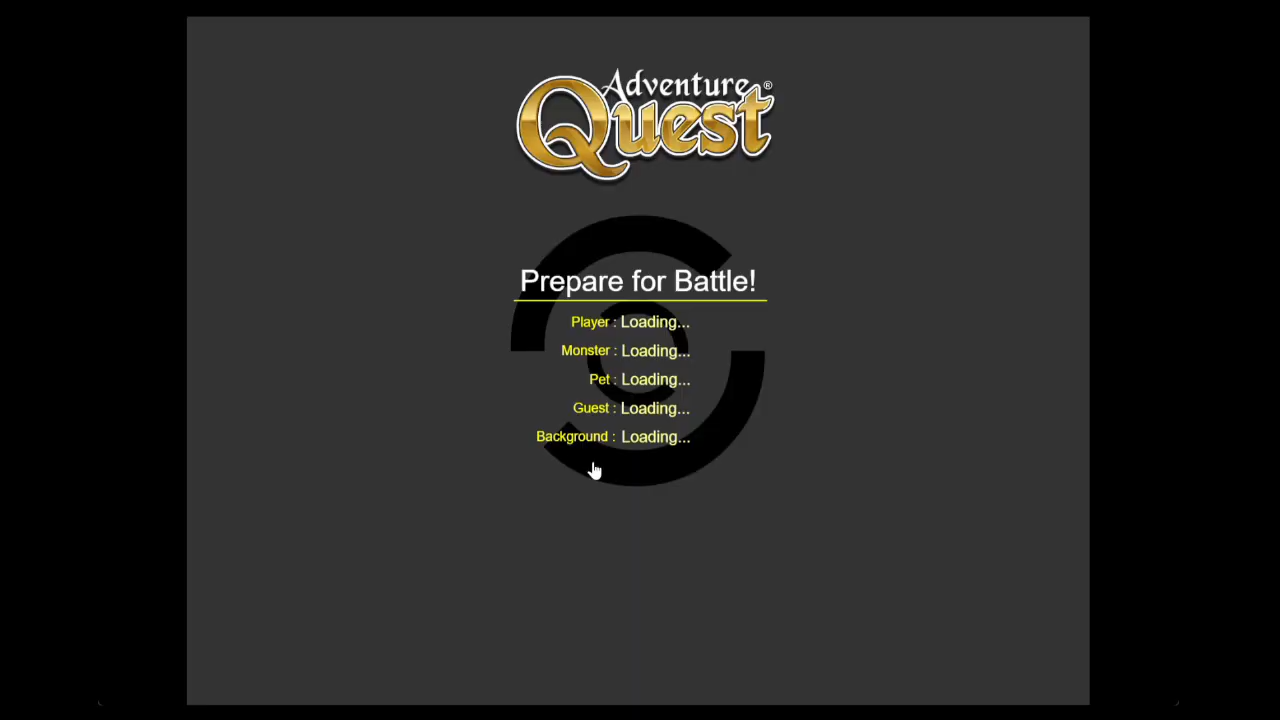 Adventure
Quest®
Prepare for Battle!
Player : Loading...
Monster : Loading...
Pet : Loading...
Guest : Loading...
Background : Loading...